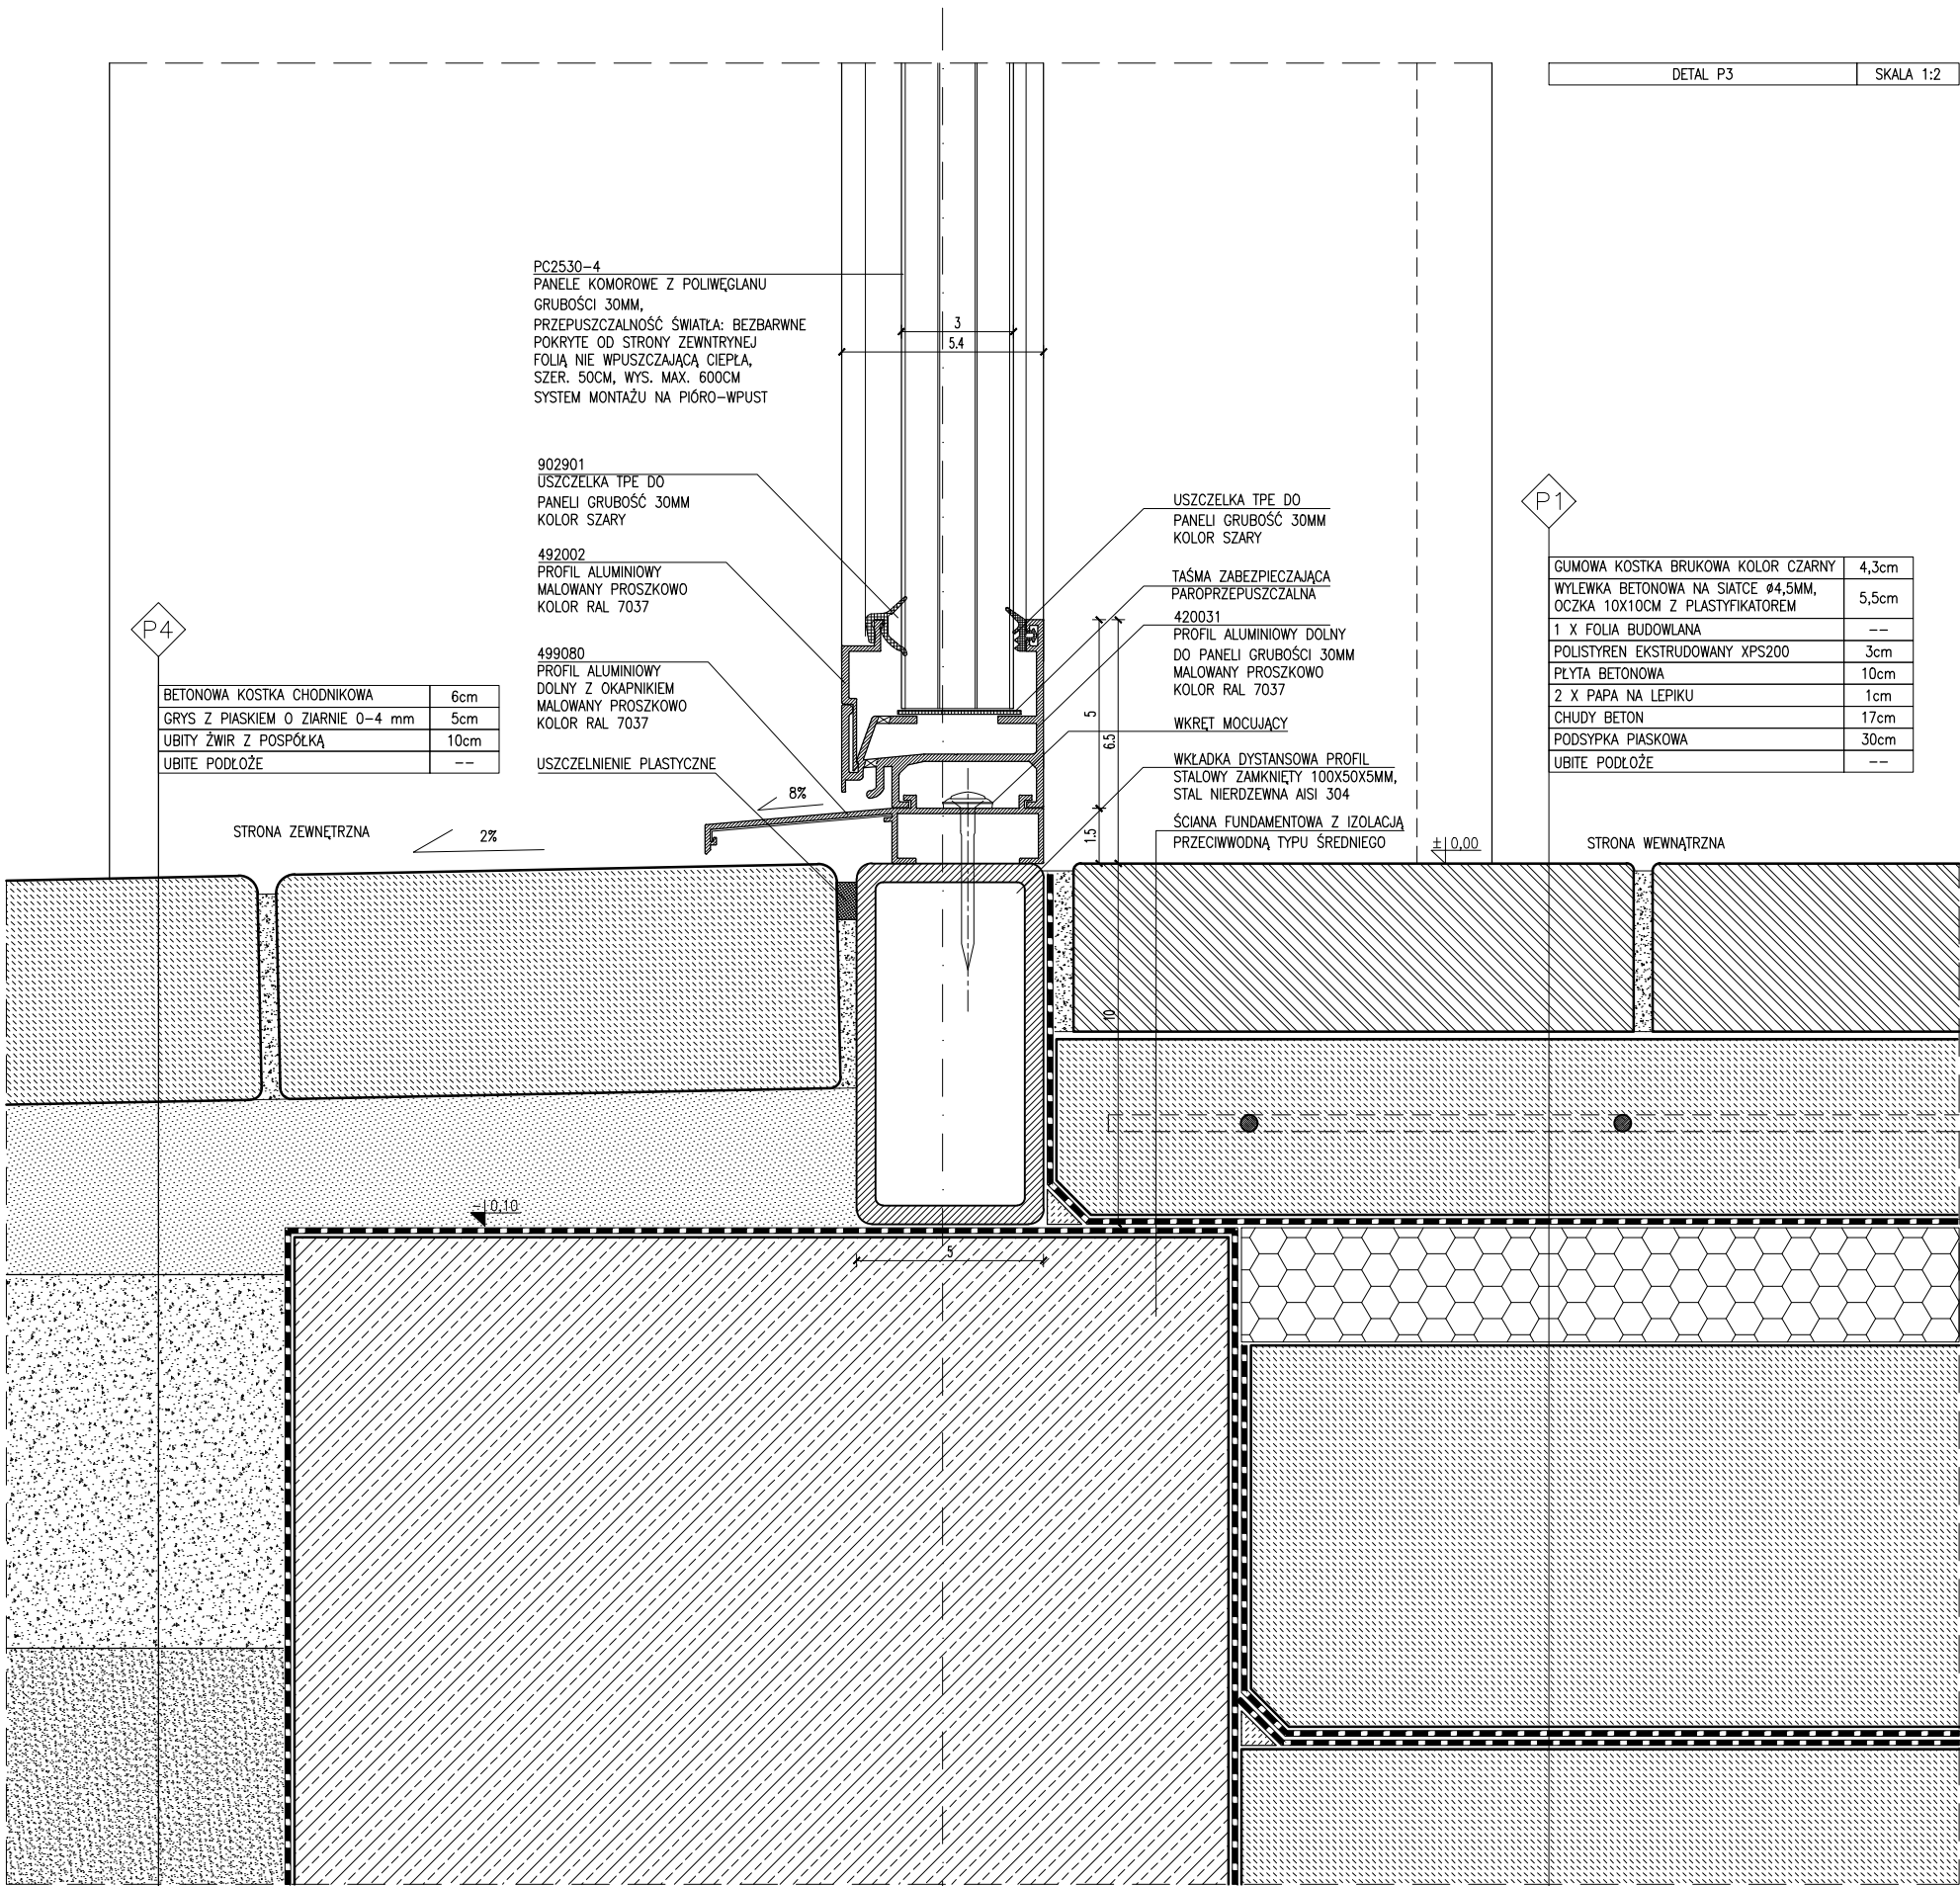 DETAL P3 SKALA 1:2
PC2530-4
PANELE KOMOROWE Z POLIWĘGLANU
GRUBOŚCI 30MM,
PRZEPUSZCZALNOŚĆ ŚWIATŁA: BEZBARWNE
POKRYTE OD STRONY ZEWNTRYNEJ
FOLIĄ NIE WPUSZCZAJĄCĄ CIEPŁA,
SZER. 50CM, WYS. MAX. 600CM
SYSTEM MONTAŻU NA PIÓRO-WPUST
3
5.4
902901
USZCZELKA TPE DO
PANELI GRUBOŚĆ 30MM
KOLOR SZARY
492002
PROFIL ALUMINIOWY
MALOWANY PROSZKOWO
KOLOR RAL 7037
499080
PROFIL ALUMINIOWY
DOLNY Z OKAPNIKIEM
MALOWANY PROSZKOWO
KOLOR RAL 7037
USZCZELNIENIE PLASTYCZNE
USZCZELKA TPE DO
PANELI GRUBOŚĆ 30MM
KOLOR SZARY
TAŚMA ZABEZPIECZAJĄCA
PAROPRZEPUSZCZALNA
420031
PROFIL ALUMINIOWY DOLNY
DO PANELI GRUBOŚCI 30MM
MALOWANY PROSZKOWO
KOLOR RAL 7037
WKRĘT MOCUJĄCY
WKŁADKA DYSTANSOWA PROFIL
STALOWY ZAMKNIĘTY 100X50X5MM,
STAL NIERDZEWNA AISI 304
ŚCIANA FUNDAMENTOWA Z IZOLACJĄ
PRZECIWWODNĄ TYPU ŚREDNIEGO
P4
BETONOWA KOSTKA CHODNIKOWA 6cm
GRYS Z PIASKIEM O ZIARNIE 0-4 mm 5cm
UBITY ŻWIR Z POSPÓŁKĄ 10cm
UBITE PODŁOŻE --
P1
GUMOWA KOSTKA BRUKOWA KOLOR CZARNY 4,3cm
WYLEWKA BETONOWA NA SIATCE ø4,5MM,
OCZKA 10X10CM Z PLASTYFIKATOREM 5,5cm
1 X FOLIA BUDOWLANA --
POLISTYREN EKSTRUDOWANY XPS200 3cm
PŁYTA BETONOWA 10cm
2 X PAPA NA LEPIKU 1cm
CHUDY BETON 17cm
PODSYPKA PIASKOWA 30cm
UBITE PODŁOŻE --
5
6.5
1.5
8%
2%
STRONA ZEWNĘTRZNA
STRONA WEWNĄTRZNA
±0,00
10
-0,10
5